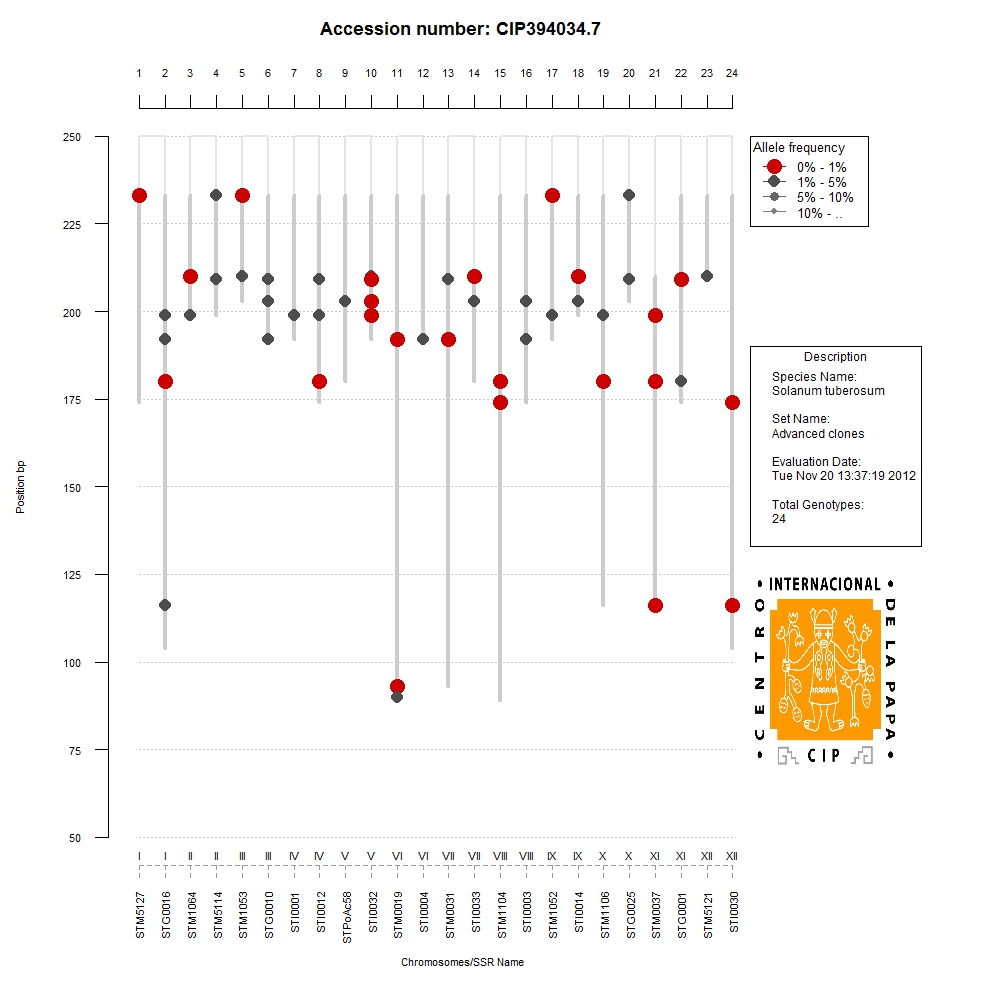 Accession number: CIP394034.7
1 2 3 4 5 6 7 8 9 10 11 12 13 14 15 16 17 18 19 20 21 22 23 24
250
225
200
175
150
125
100
75
50
Position bp
Allele frequency
0% - 1%
1% - 5%
5% - 10%
10% - ..
Description
Species Name:
Solanum tuberosum
Set Name:
Advanced clones
Evaluation Date:
Tue Nov 20 13:37:19 2012
Total Genotypes:
24
• INTERNACIONAL •
CENTRO
DE LA PAPA
• CIP •
I I II II III III IV IV V V VI VI VII VII VIII VIII IX IX X X XI XI XII XII
STM5127
STG0016
STM1064
STM5114
STM1053
STG0010
STI0001
STI0012
STPoAc58
STI0032
STM0019
STI0004
STM0031
STI0033
STM1104
STI0003
STM1052
STI0014
STM1106
STG0025
STM0037
STG0001
STM5121
STI0030
Chromosomes/SSR Name